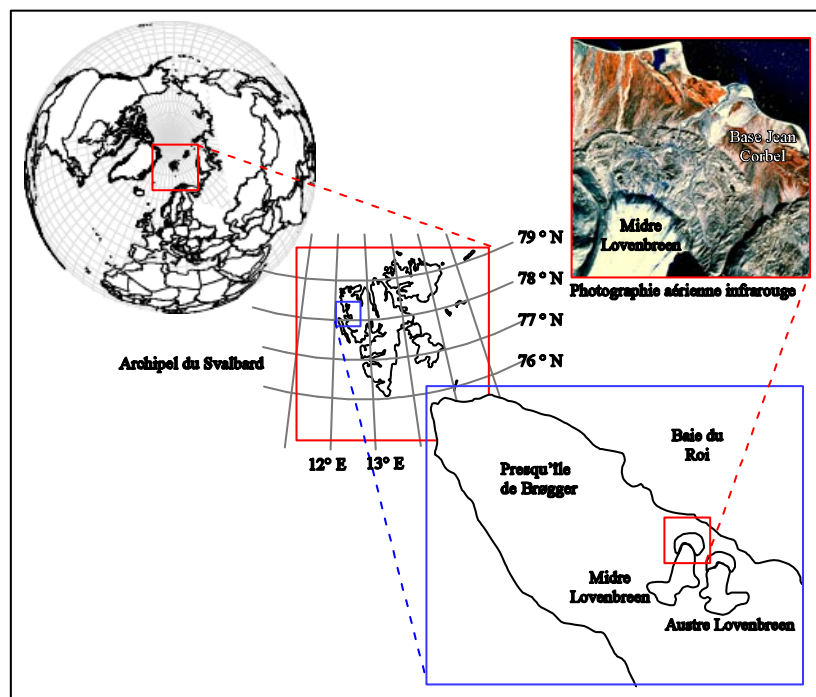 Base Jean
Corbel
Midre
Lovenbreen
Photographie aérienne infrarouge
79 ° N
78 ° N
77 ° N
76 ° N
Archipel du Svalbard
12° E
13° E
Baie du
Roi
Presqu'île
de Brøgger
Midre
Lovenbreen
Austre Lovenbreen